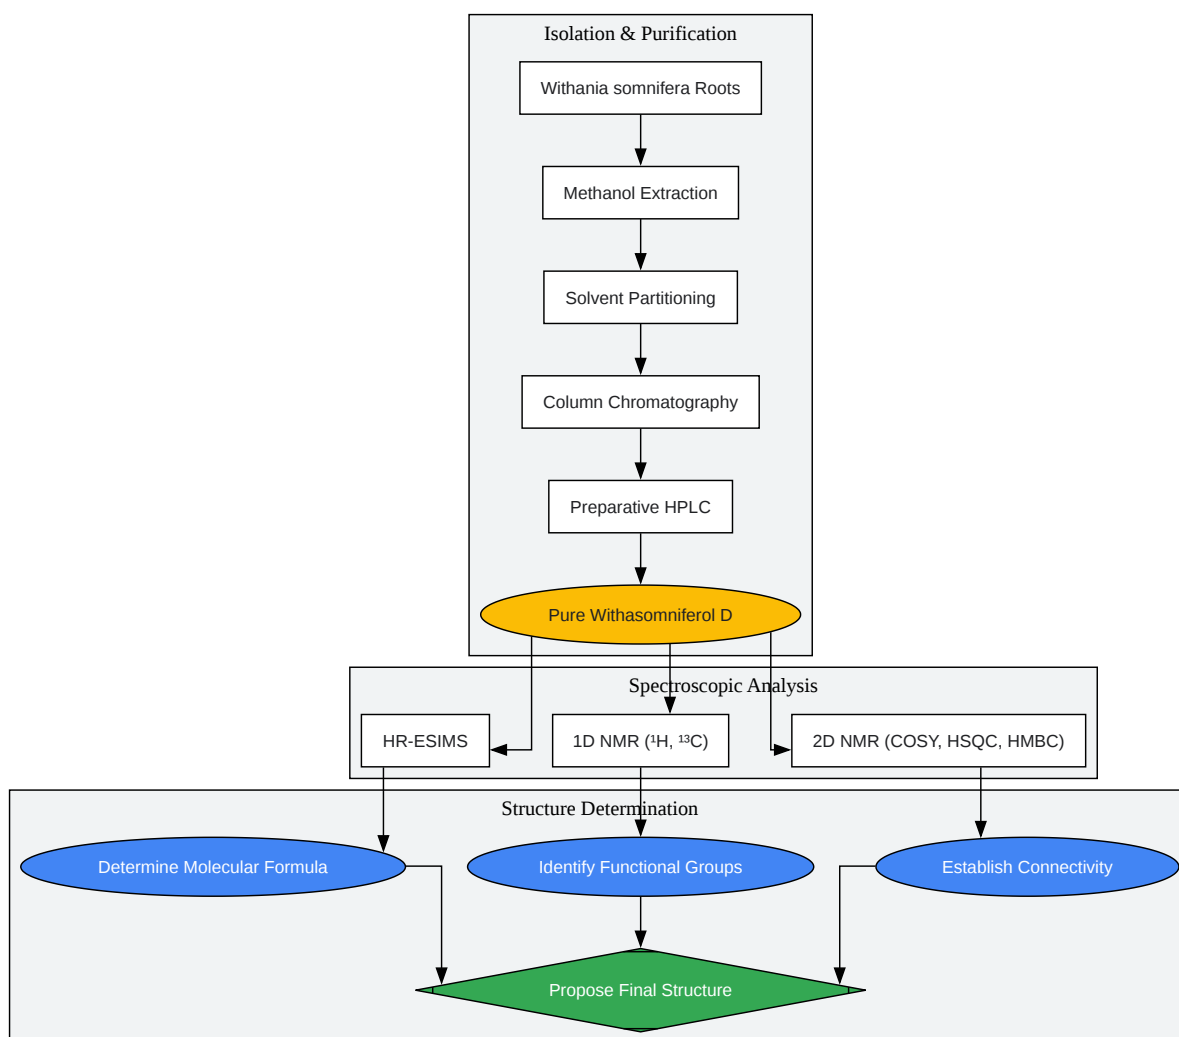 Isolation & Purification
Withania somnifera Roots
Methanol Extraction
Solvent Partitioning
Column Chromatography
Preparative HPLC
Pure Withasomniferol D
Spectroscopic Analysis
HR-ESIMS
1D NMR (¹H, ¹³C)
2D NMR (COSY, HSQC, HMBC)
Structure Determination
Determine Molecular Formula
Identify Functional Groups
Establish Connectivity
Propose Final Structure